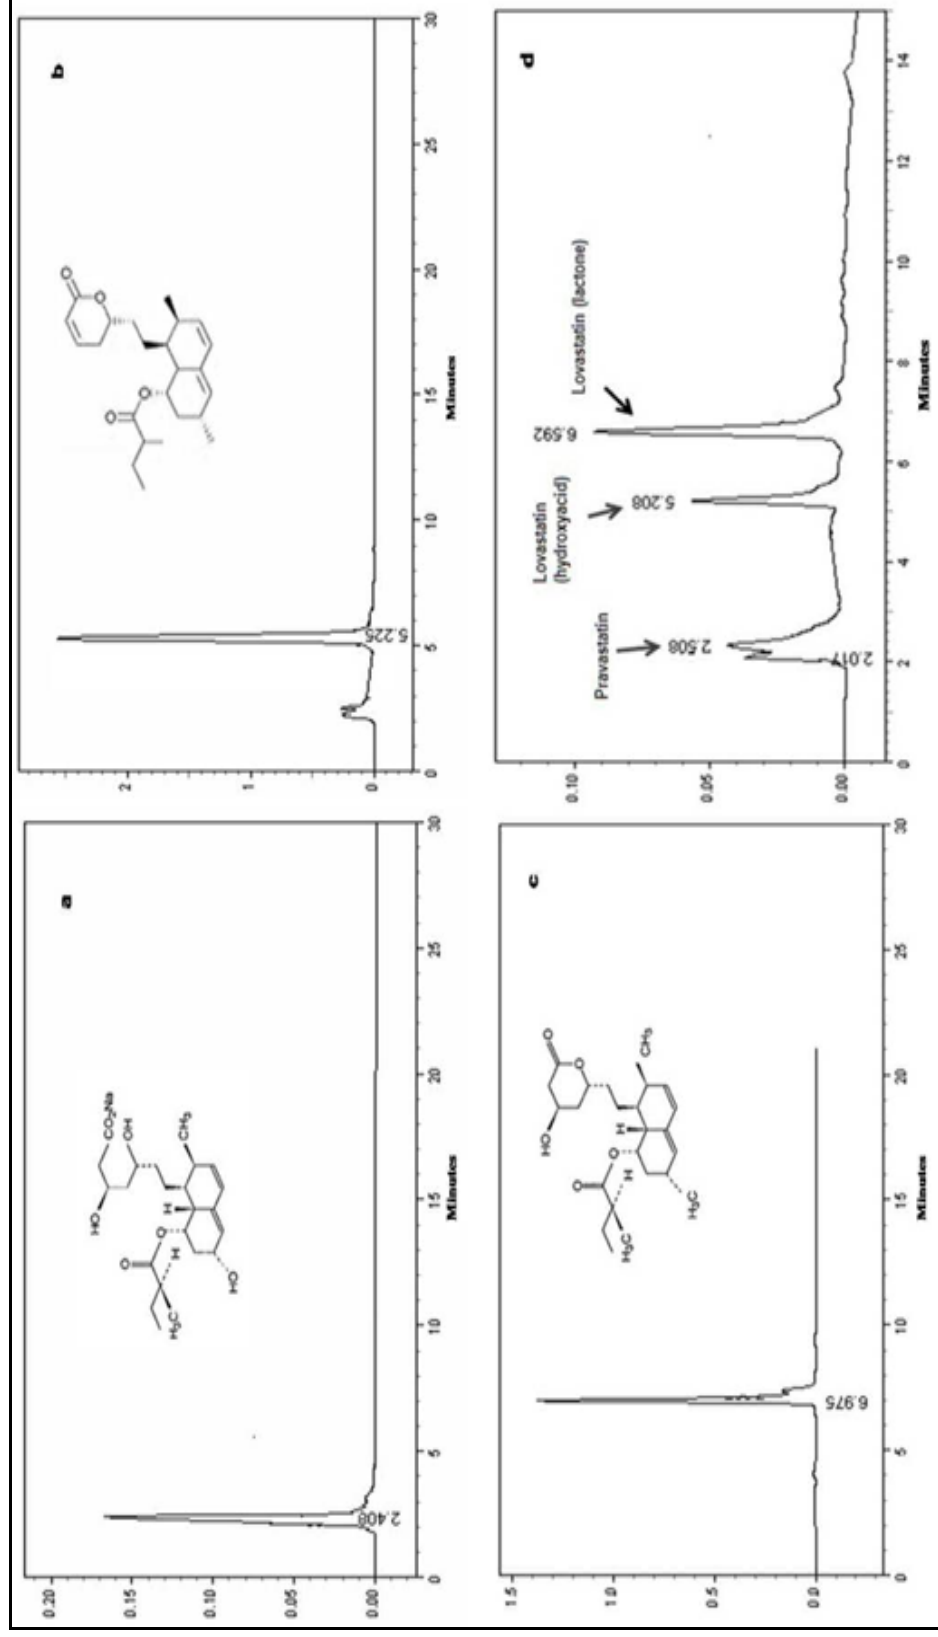 a
0.20
0.15
0.10
0.05
0.00
2.408
0
5
10
15
20
25
30
Minutes
HO
CO₂Na
OH
O
O
H
H
H₃C
CH₃
HO
b
2
1
0
5.225
0
5
10
15
20
25
30
Minutes
O
O
O
O
c
1.5
1.0
0.5
0.0
6.975
0
5
10
15
20
25
30
Minutes
HO
O
O
O
O
H
H
H₃C
CH₃
H₃C
d
0.10
0.05
0.00
Pravastatin
2.508
2.017
Lovastatin
(hydroxyacid)
5.208
Lovastatin (lactone)
6.592
0
2
4
6
8
10
12
14
Minutes